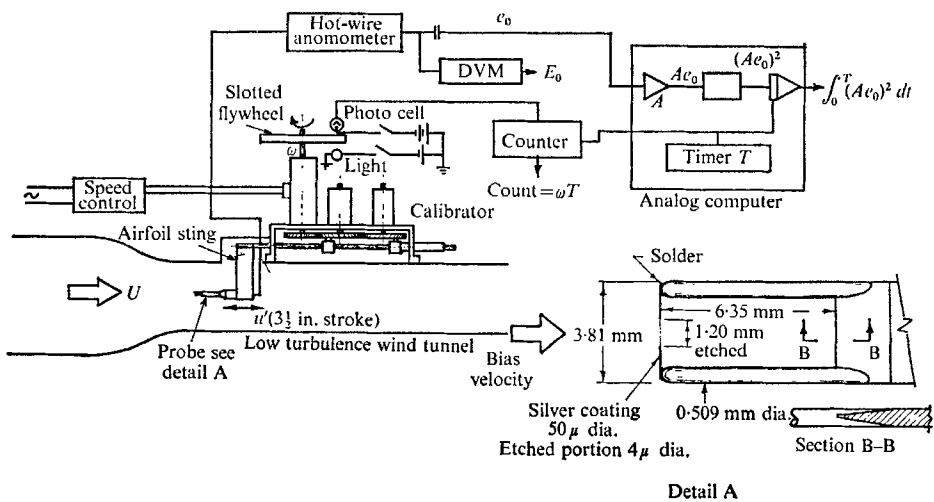 Hot-wire
anomometer
e₀
DVM
E₀
A
Ae₀
(Ae₀)²
∫₀ᵀ (Ae₀)² dt
Timer T
Analog computer
Slotted
flywheel
ω
Photo cell
Light
Counter
Count = ωT
~
Speed
control
Calibrator
Airfoil sting
U
u′(3½ in. stroke)
Low turbulence wind tunnel
Probe see
detail A
Bias
velocity
Solder
6·35 mm
3·81 mm
1·20 mm
etched
B
B
Silver coating
50μ dia.
Etched portion 4μ dia.
0·509 mm dia.
Section B–B
Detail A